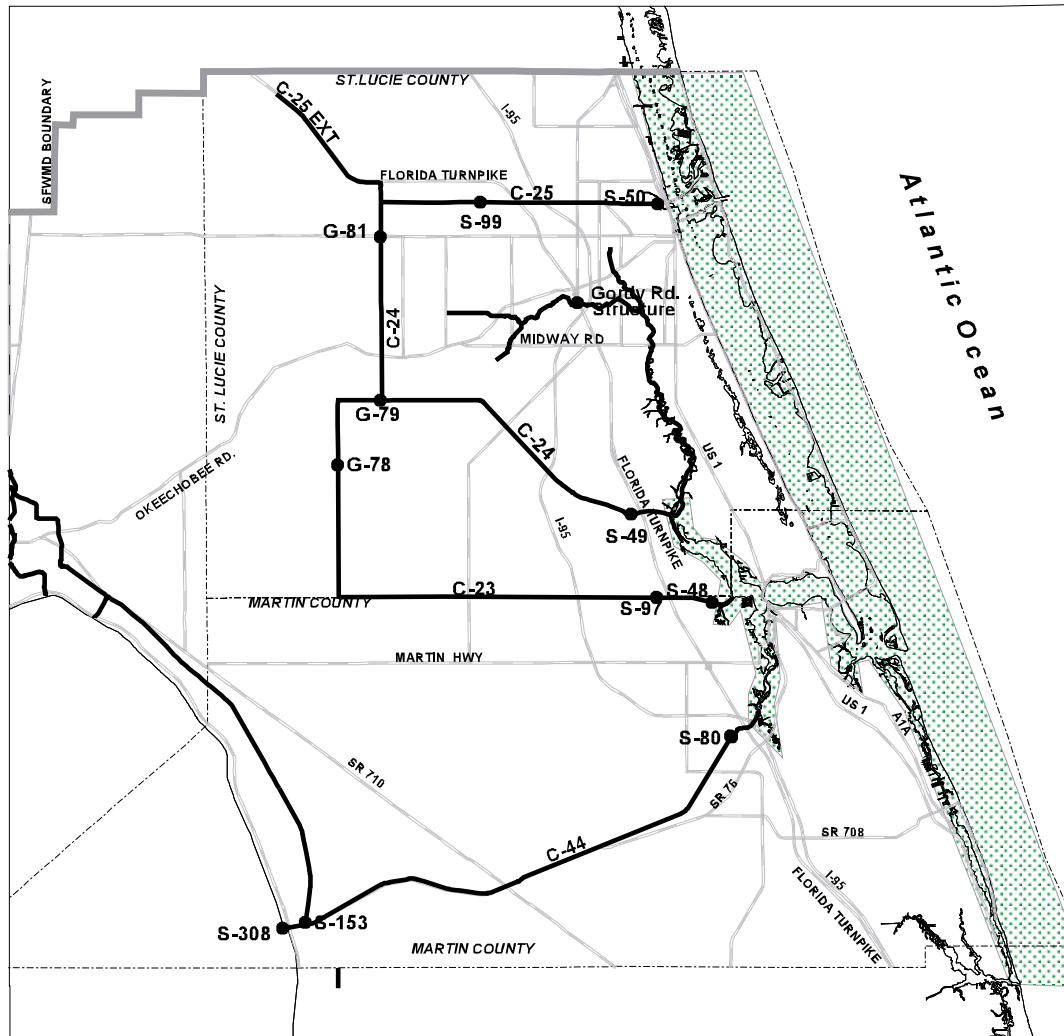 ST.LUCIE COUNTY
SFWMD BOUNDARY
C-25 EXT
I-95
FLORIDA TURNPIKE
C-25
S-50
S-99
G-81
Atlantic Ocean
Gordy Rd.
Structure
ST. LUCIE COUNTY
C-24
MIDWAY RD
G-79
C-24
US 1
G-78
OKEECHOBEE RD.
FLORIDA TURNPIKE
I-95
S-49
C-23
S-48
MARTIN COUNTY
S-97
MARTIN HWY
US 1
A1A
S-80
SR 710
SR 76
SR 708
C-44
I-95
FLORIDA TURNPIKE
S-153
S-308
MARTIN COUNTY